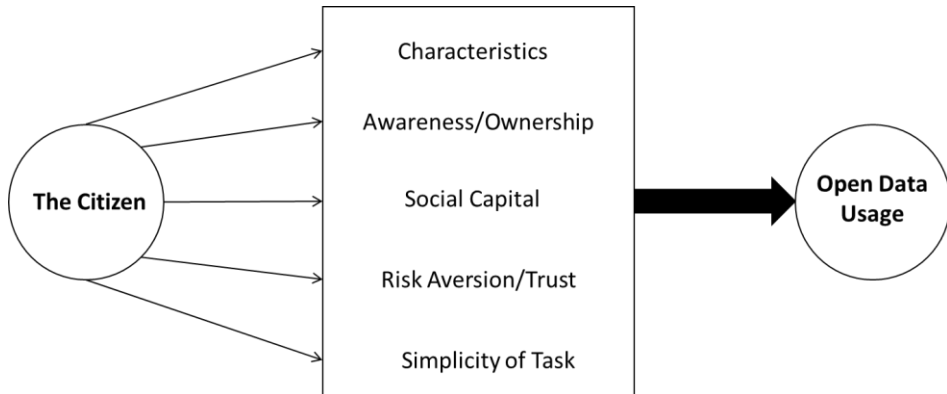 Characteristics
Awareness/Ownership
The Citizen
Social Capital
Open Data
Usage
Risk Aversion/Trust
Simplicity of Task